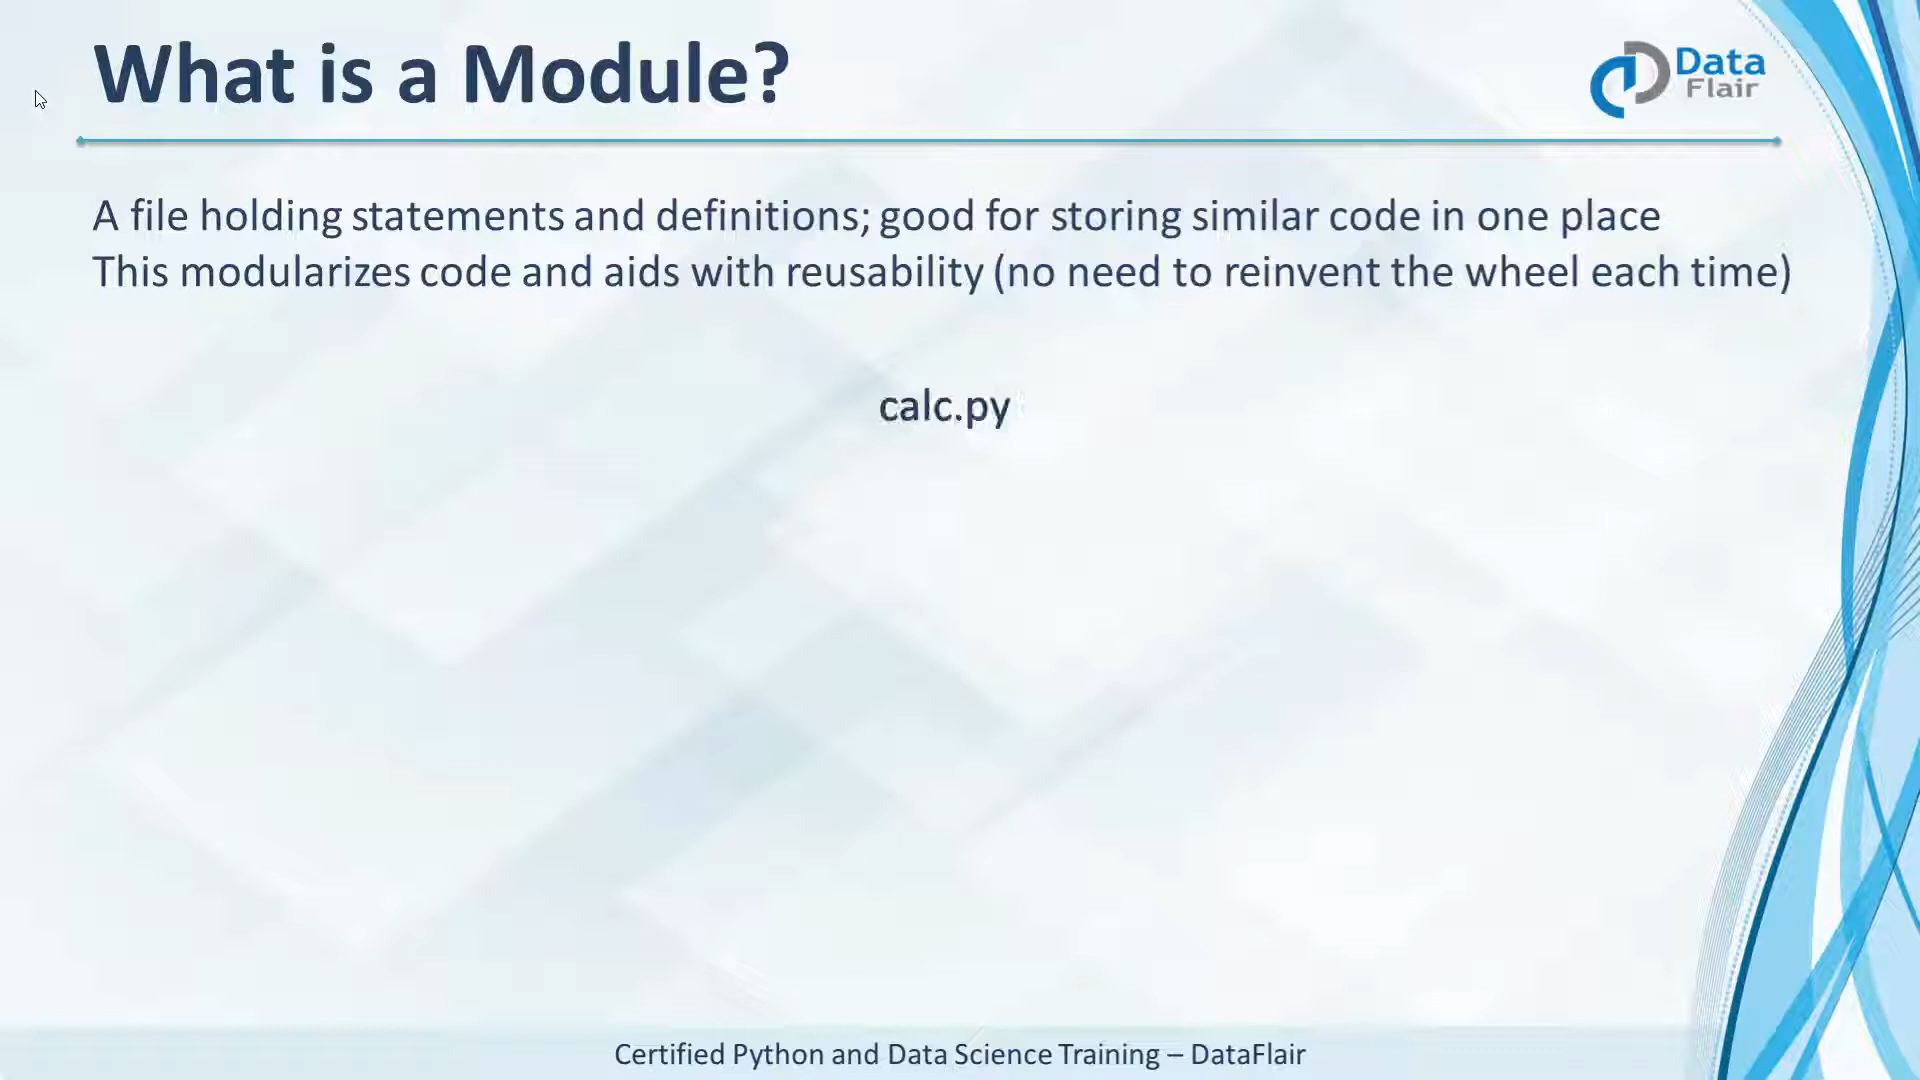 What is a Module?
Data
Flair
A file holding statements and definitions; good for storing similar code in one place
This modularizes code and aids with reusability (no need to reinvent the wheel each time)
calc.py
Certified Python and Data Science Training – DataFlair